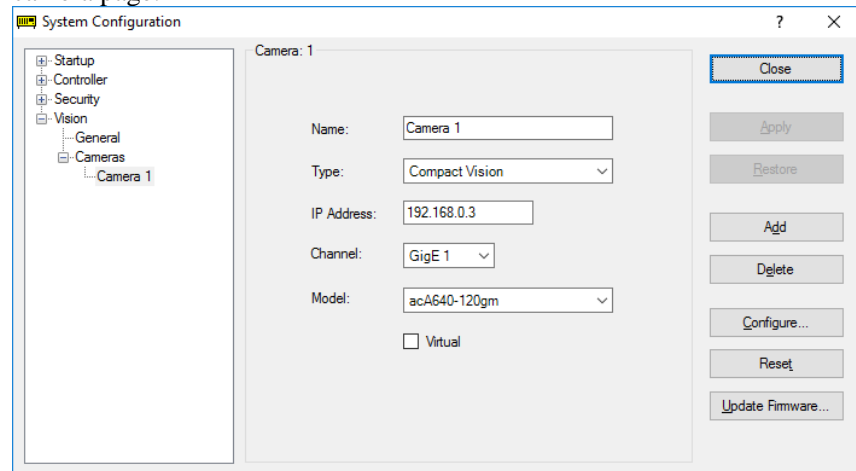 System Configuration
Startup
Controller
Security
Vision
General
Cameras
Camera 1
Camera: 1
Name: Camera 1
Type: Compact Vision
IP Address: 192.168.0.3
Channel: GigE 1
Model: acA640-120gm
Virtual
Close
Apply
Restore
Add
Delete
Configure...
Reset
Update Firmware...